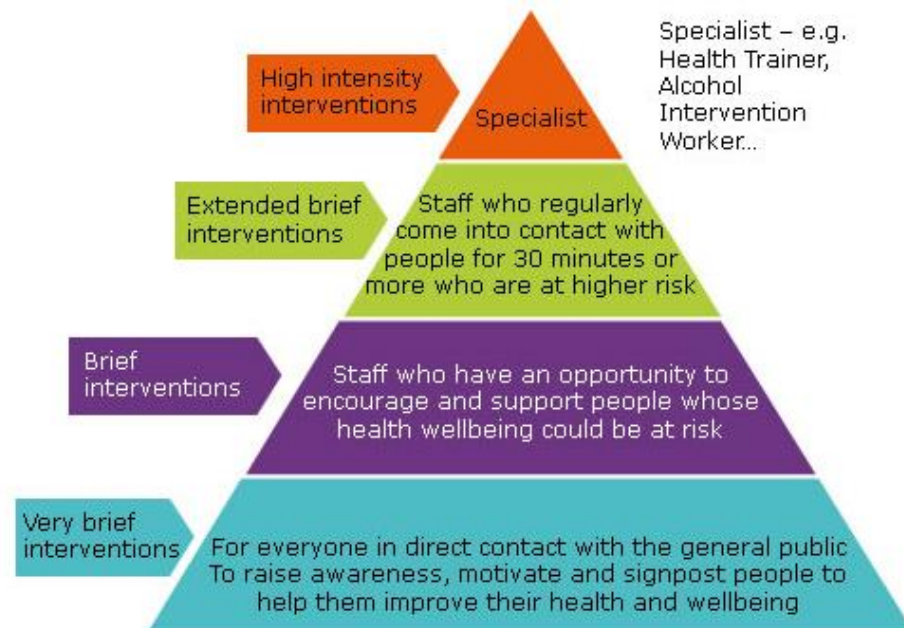 High intensity
interventions
Specialist
Specialist – e.g.
Health Trainer,
Alcohol
Intervention
Worker…
Extended brief
interventions
Staff who regularly
come into contact with
people for 30 minutes or
more who are at higher risk
Brief
interventions
Staff who have an opportunity to
encourage and support people whose
health wellbeing could be at risk
Very brief
interventions
For everyone in direct contact with the general public
To raise awareness, motivate and signpost people to
help them improve their health and wellbeing